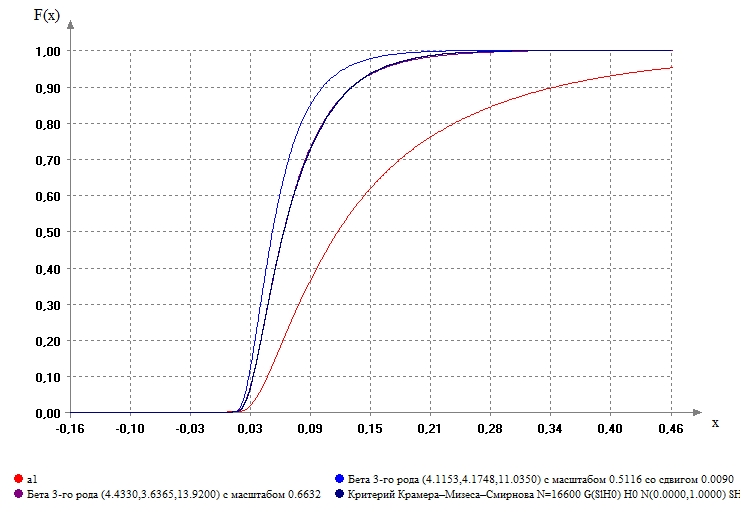 F(x)
1,00
0,90
0,80
0,70
0,60
0,50
0,40
0,30
0,20
0,10
0,00
-0,16 -0,10 -0,03 0,03 0,09 0,15 0,21 0,28 0,34 0,40 0,46 x
a1 Бета 3-го рода (4.1153,4.1748,11.0350) с масштабом 0.5116 со сдвигом 0.0090
Бета 3-го рода (4.4330,3.6365,13.9200) с масштабом 0.6632 Критерий Крамера–Мизеса–Смирнова N=16600 G(S|H0) H0 N(0.0000,1.0000) SH